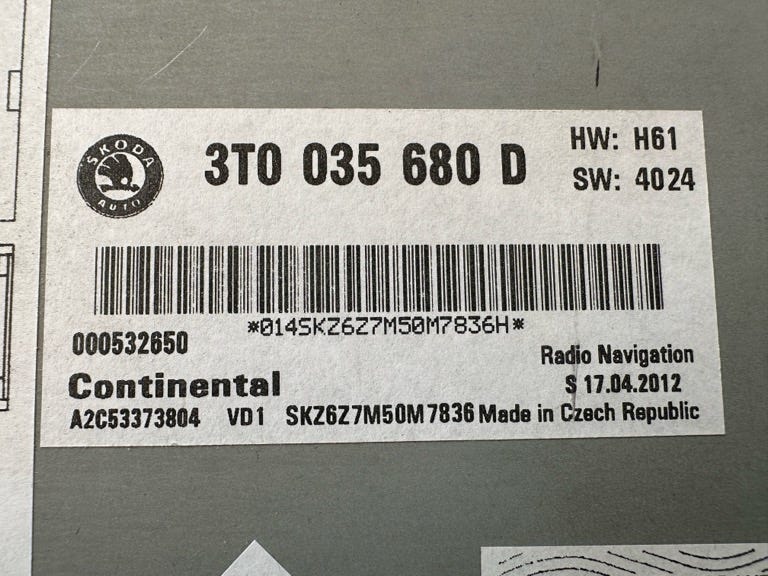 ŠKODA
AUTO
3T0 035 680 D
HW: H61
SW: 4024
*014SKZ6Z7M50M7836H*
000532650
Radio Navigation
Continental
S 17.04.2012
A2C53373804 VD1 SKZ6Z7M50M7836 Made in Czech Republic